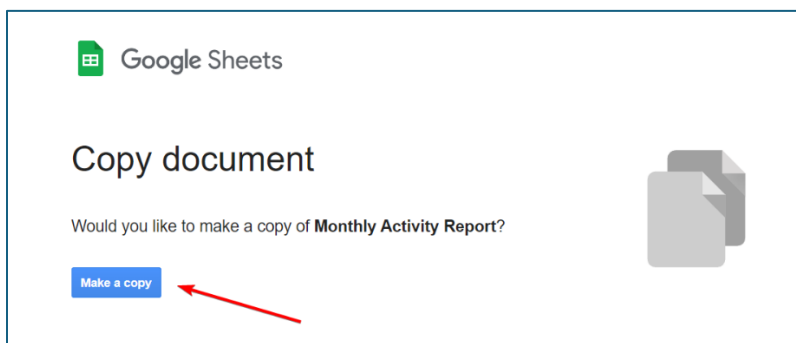 Google Sheets
Copy document
Would you like to make a copy of Monthly Activity Report?
Make a copy